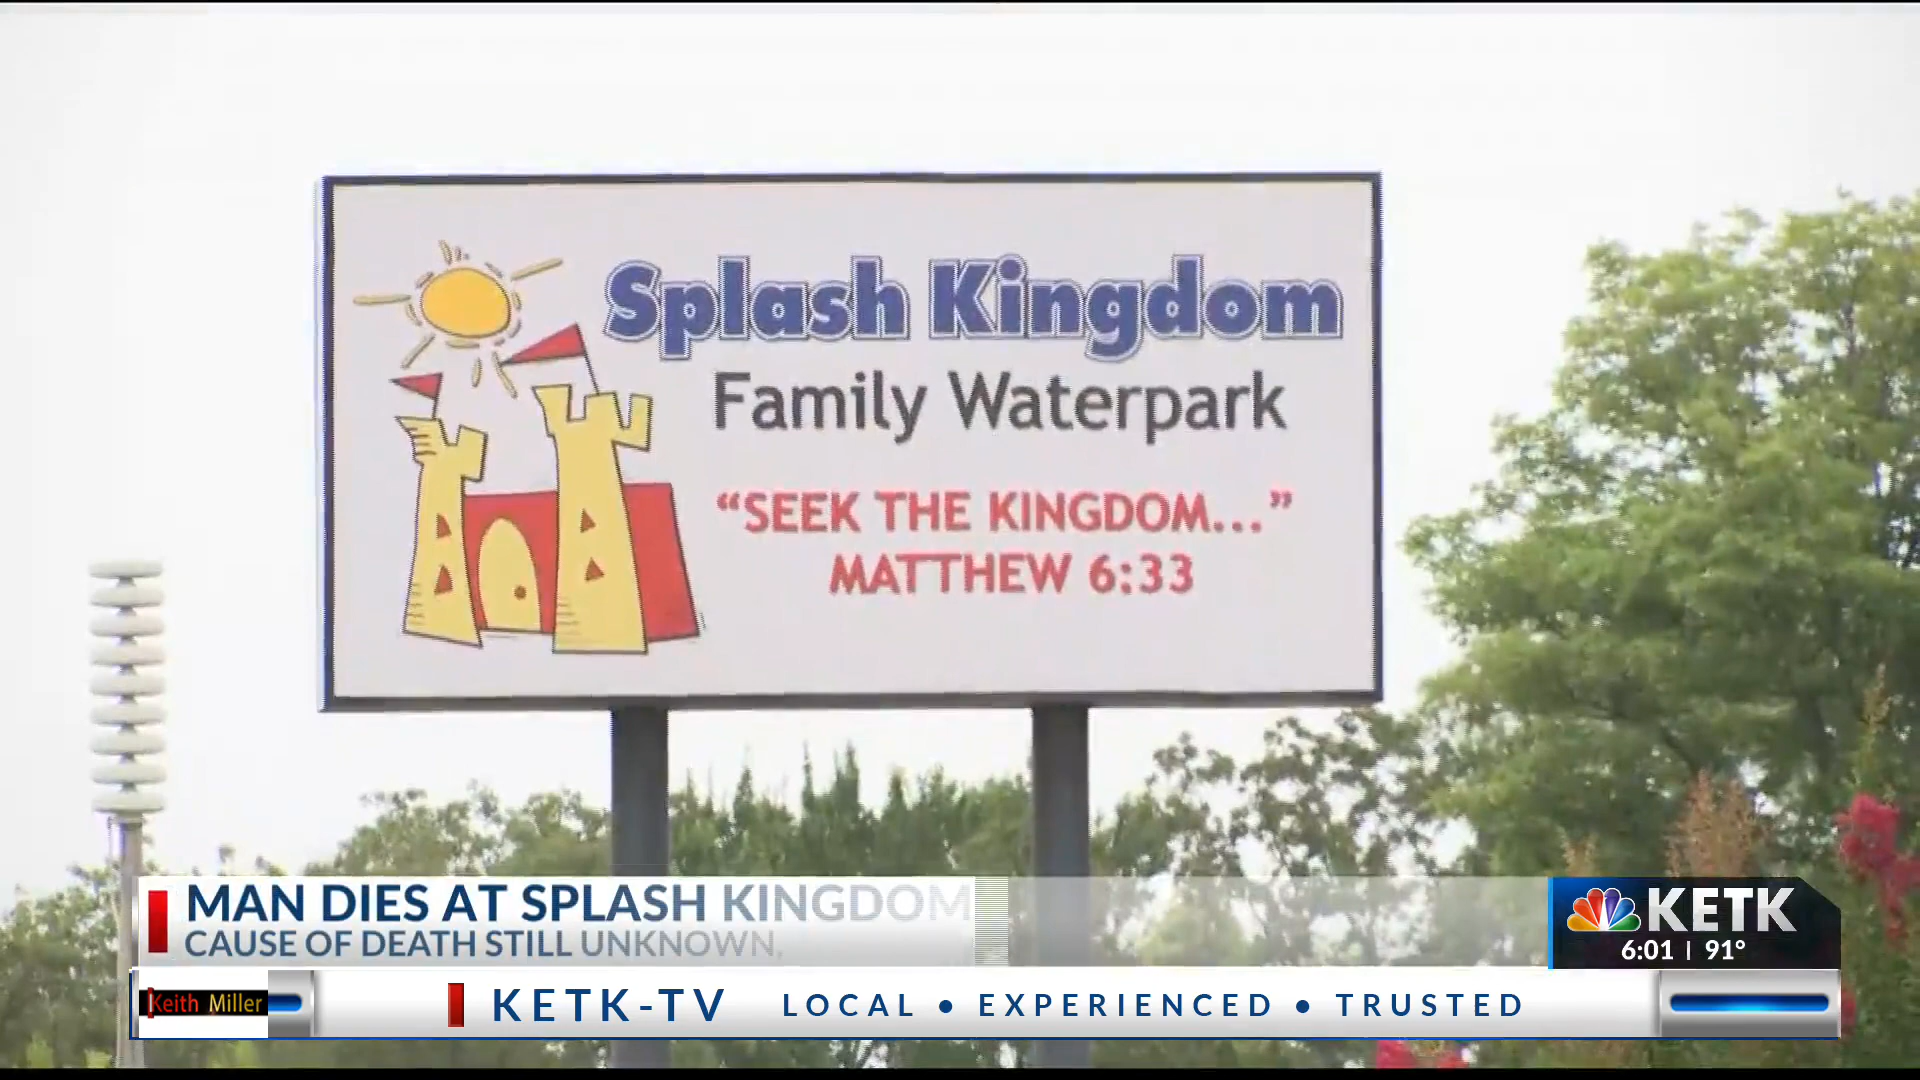 Splash Kingdom
Family Waterpark
“SEEK THE KINGDOM...”
MATTHEW 6:33
MAN DIES AT SPLASH KINGDOM
CAUSE OF DEATH STILL UNKNOWN.
KETK
6:01 | 91°
Keith Miller
KETK-TV LOCAL • EXPERIENCED • TRUSTED